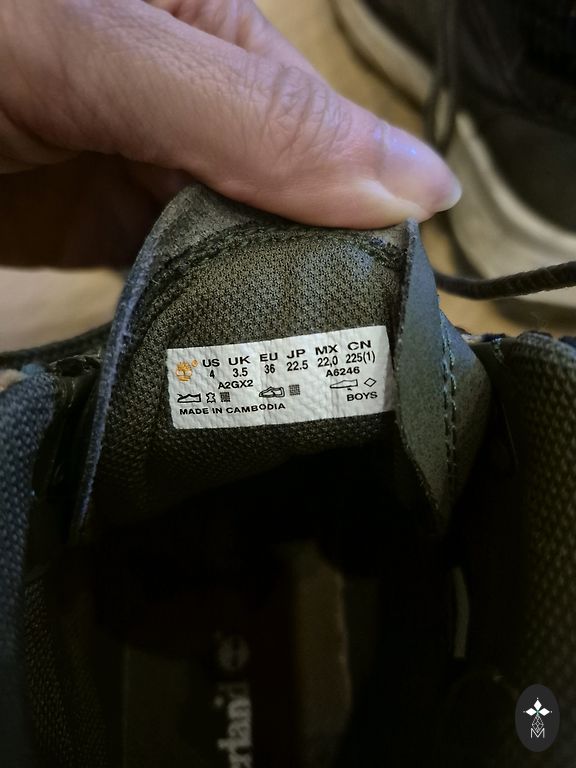 US UK EU JP MX CN
4 3.5 36 22.5 22,0 225(1)
A2GX2 A6246
BOYS
MADE IN CAMBODIA
M